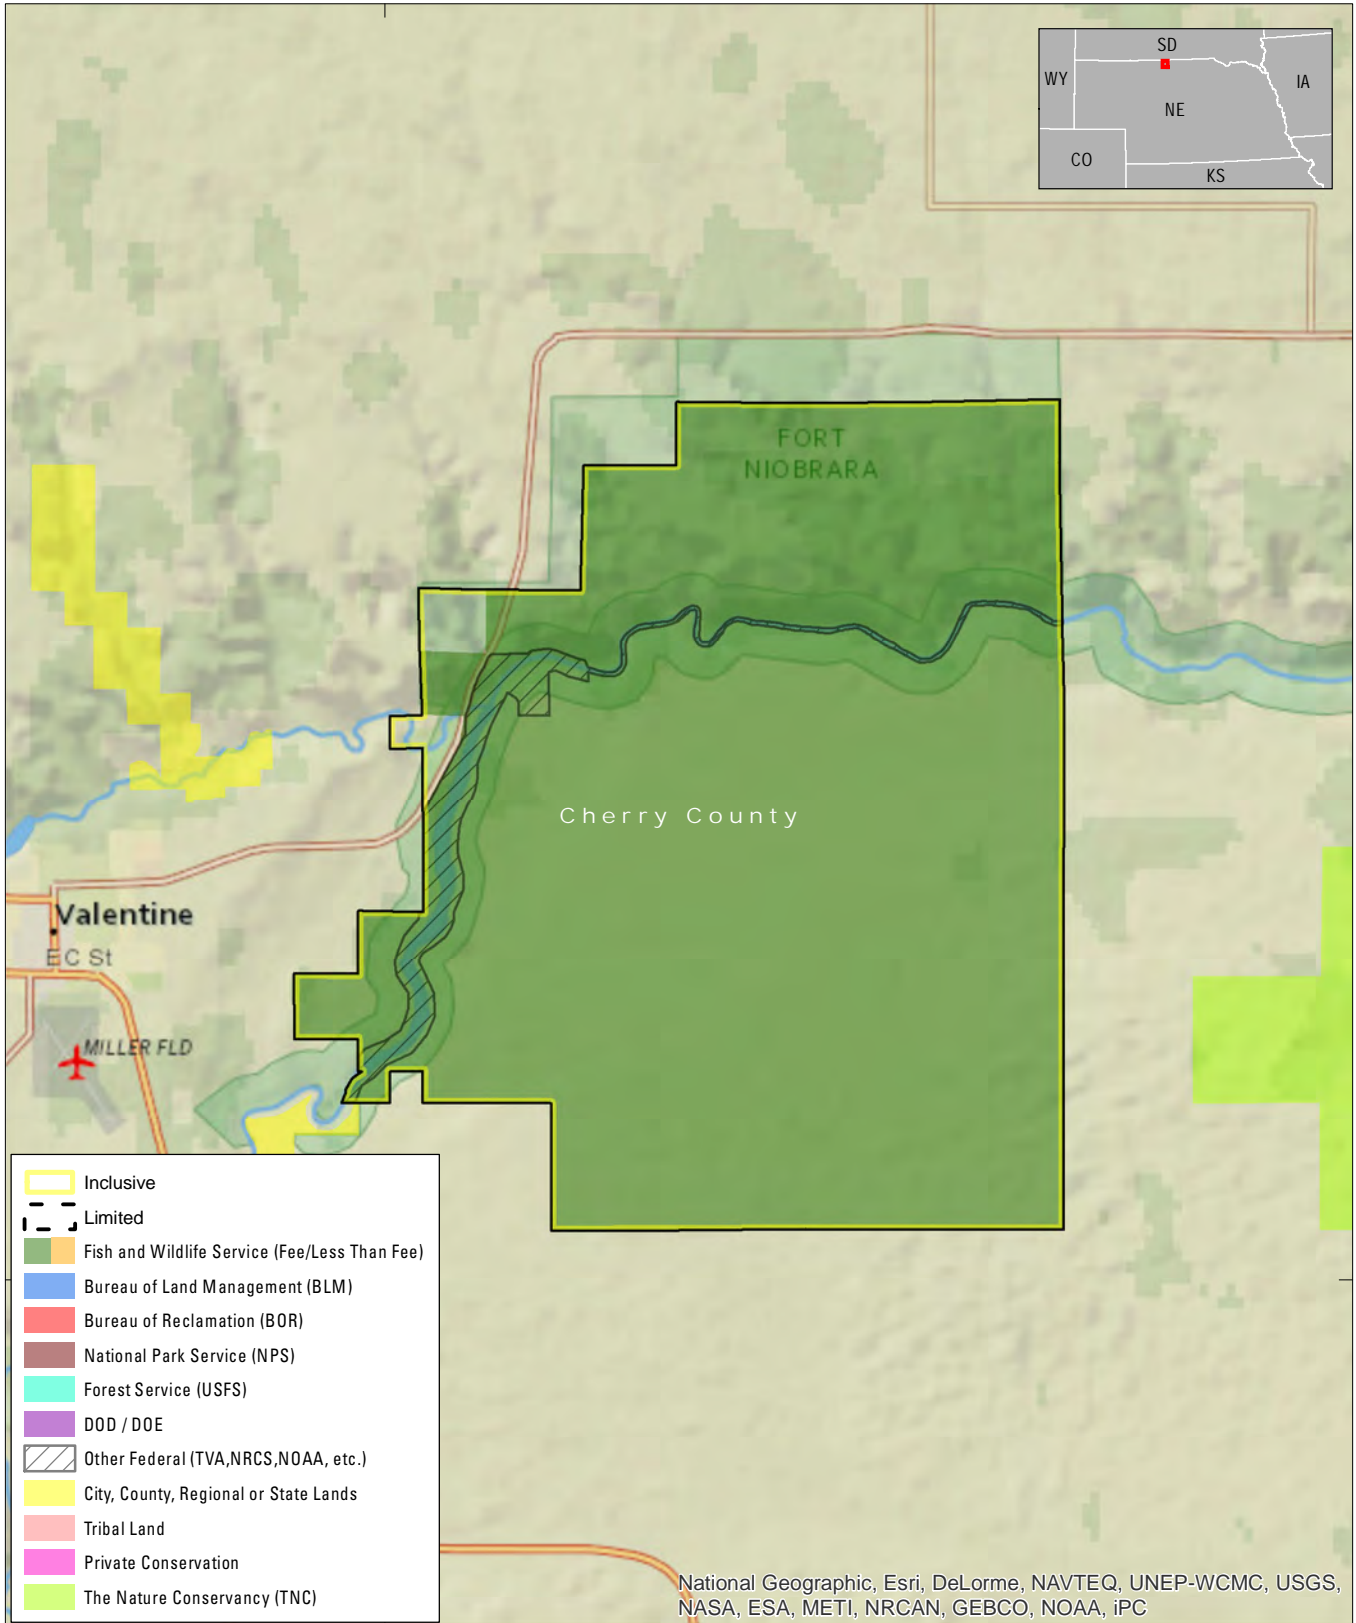 SD
WY
IA
NE
CO
KS
FORT
NIOBRARA
Cherry County
Valentine
E C St
MILLER FLD
Inclusive
Limited
Fish and Wildlife Service (Fee/Less Than Fee)
Bureau of Land Management (BLM)
Bureau of Reclamation (BOR)
National Park Service (NPS)
Forest Service (USFS)
DOD / DOE
Other Federal (TVA,NRCS,NOAA, etc.)
City, County, Regional or State Lands
Tribal Land
Private Conservation
The Nature Conservancy (TNC)
National Geographic, Esri, DeLorme, NAVTEQ, UNEP-WCMC, USGS,
NASA, ESA, METI, NRCAN, GEBCO, NOAA, iPC